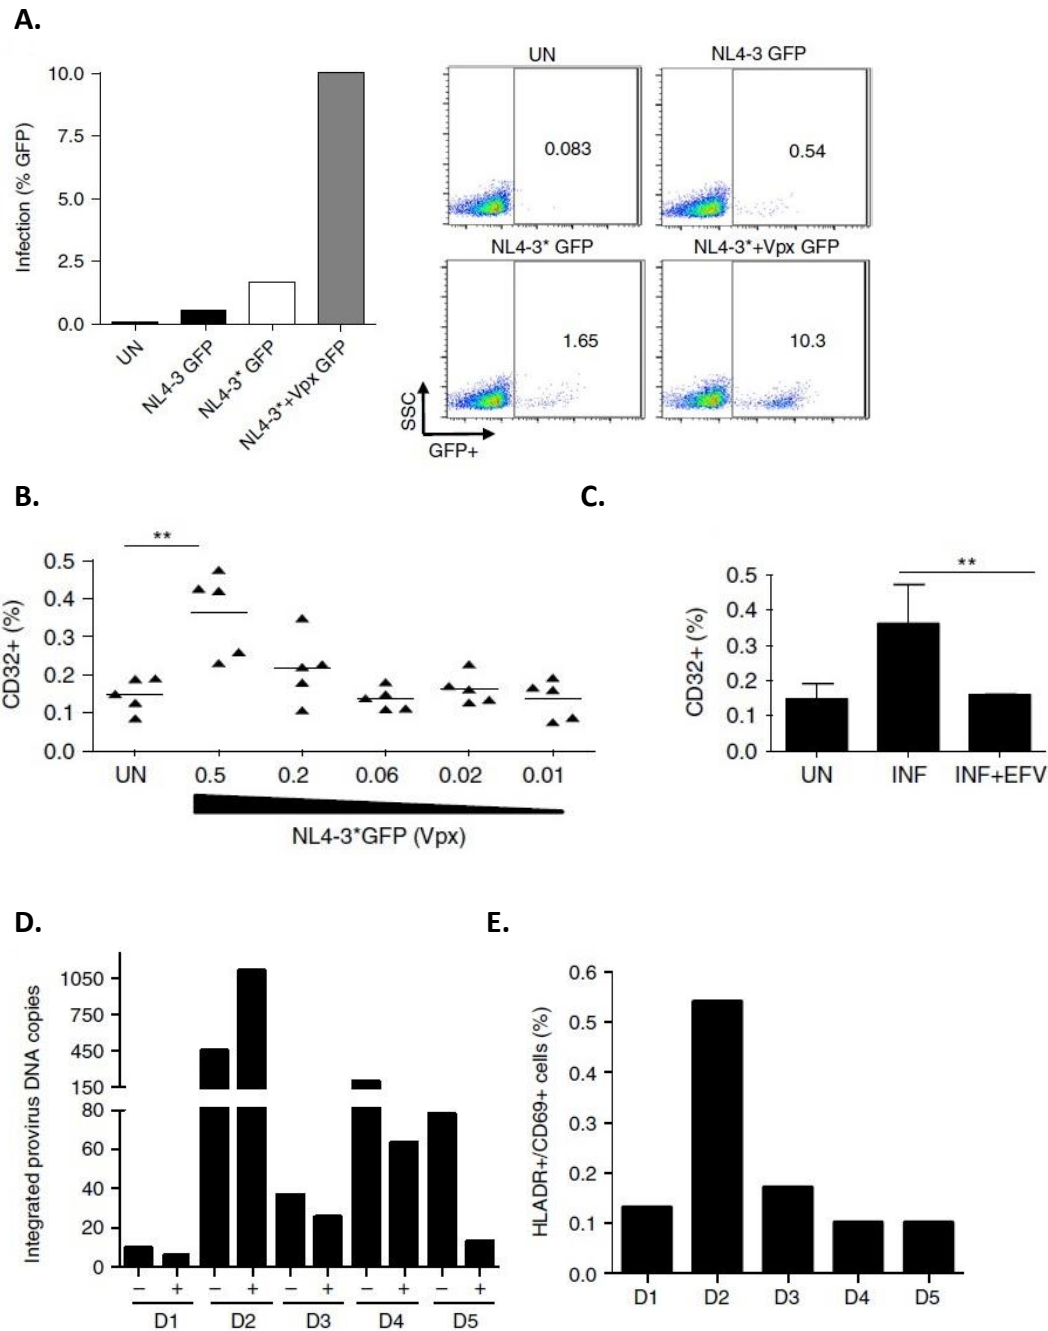 A.
10.0
7.5
5.0
2.5
0.0
Infection (% GFP)
UN
NL4-3 GFP
NL4-3* GFP
NL4-3*+Vpx GFP
UN
0.083
NL4-3 GFP
0.54
NL4-3* GFP
1.65
NL4-3*+Vpx GFP
10.3
SSC
GFP+
B.
**
0.5
0.4
0.3
0.2
0.1
0.0
CD32+ (%)
UN 0.5 0.2 0.06 0.02 0.01
NL4-3*GFP (Vpx)
C.
**
0.5
0.4
0.3
0.2
0.1
0.0
CD32+ (%)
UN INF INF+EFV
D.
1050
750
450
150
80
60
40
20
0
Integrated provirus DNA copies
− + − + − + − + − +
D1 D2 D3 D4 D5
E.
0.6
0.5
0.4
0.3
0.2
0.1
0.0
HLADR+/CD69+ cells (%)
D1 D2 D3 D4 D5